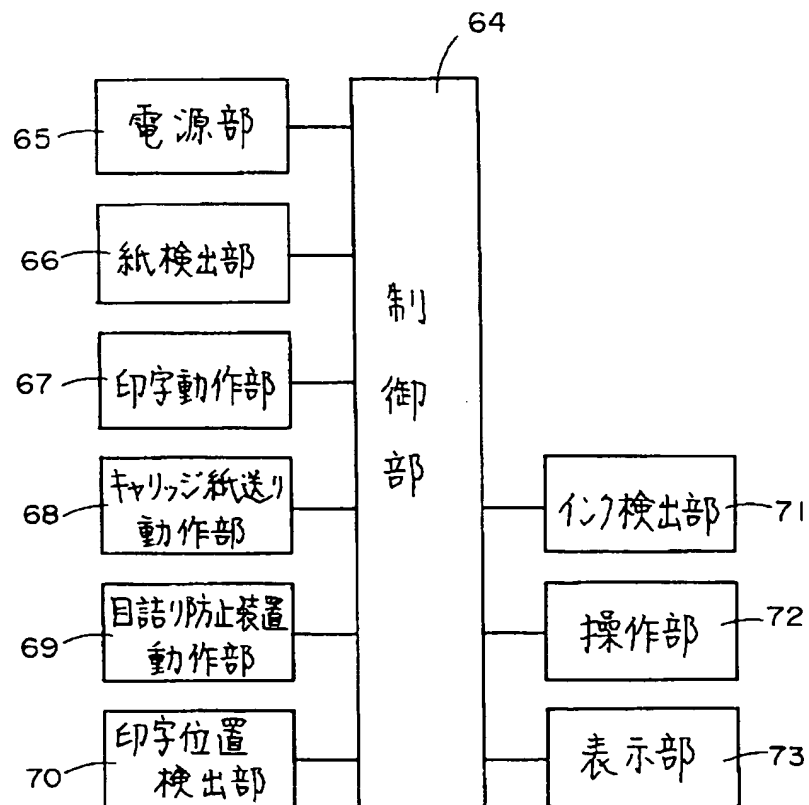 64
65
電源部
66
紙検出部
67
印字動作部
68
キャリッジ紙送り
動作部
69
目詰り防止装置
動作部
70
印字位置
検出部
制
御
部
インク検出部
71
操作部
72
表示部
73